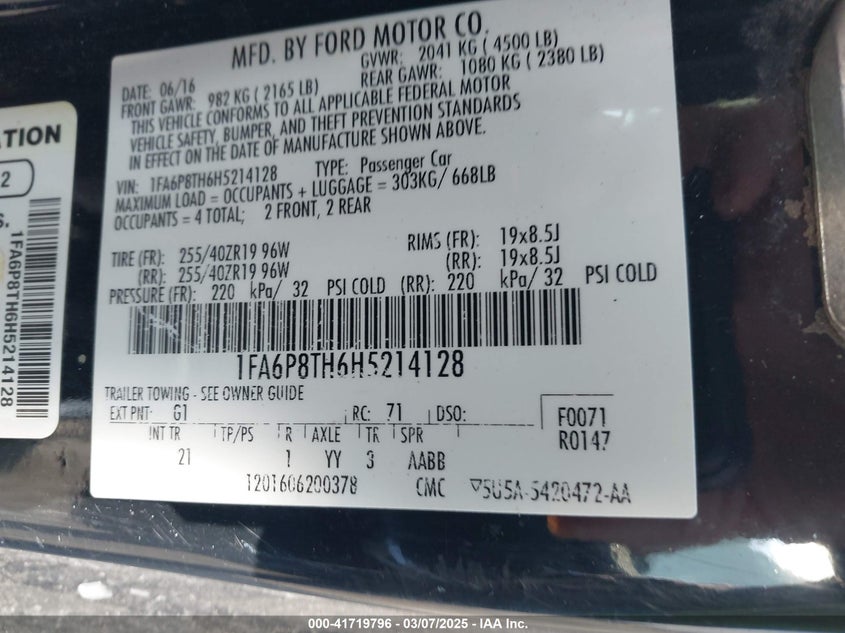 MFD. BY FORD MOTOR CO.
DATE: 06/16 GVWR: 2041 KG ( 4500 LB)
FRONT GAWR: 982 KG ( 2165 LB) REAR GAWR: 1080 KG ( 2380 LB)
THIS VEHICLE CONFORMS TO ALL APPLICABLE FEDERAL MOTOR
VEHICLE SAFETY, BUMPER, AND THEFT PREVENTION STANDARDS
IN EFFECT ON THE DATE OF MANUFACTURE SHOWN ABOVE.
VIN: 1FA6P8TH6H5214128 TYPE: Passenger Car
MAXIMUM LOAD = OCCUPANTS + LUGGAGE = 303KG/ 668LB
OCCUPANTS = 4 TOTAL; 2 FRONT, 2 REAR
TIRE (FR): 255/40ZR19 96W RIMS (FR): 19x8.5J
(RR): 255/40ZR19 96W (RR): 19x8.5J
PRESSURE (FR): 220 kPa/ 32 PSI COLD (RR): 220 kPa/ 32 PSI COLD
1FA6P8TH6H5214128
TRAILER TOWING - SEE OWNER GUIDE
EXT PNT: G1 RC: 71 DSO: F0071
INT TR TP/PS R AXLE TR SPR R0147
21 1 YY 3 AABB
1201606200378 CMC ▽5U5A-5420472-AA
ATION
2
S.
1FA6P8TH6H5214128
000-41719796 - 03/07/2025 - IAA Inc.